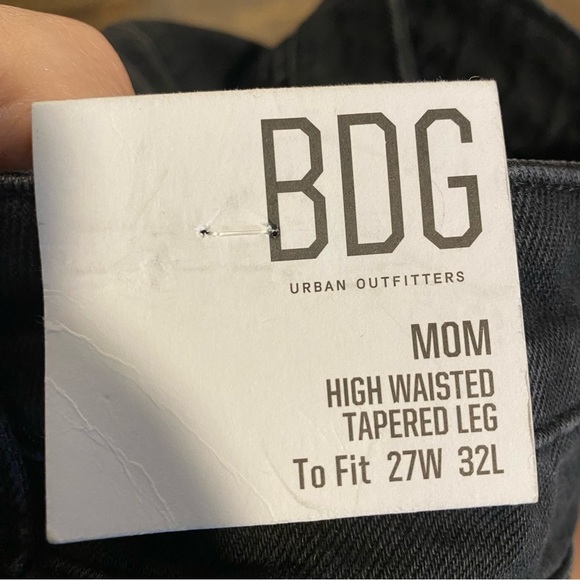 BDG
URBAN OUTFITTERS
MOM
HIGH WAISTED
TAPERED LEG
To Fit 27W 32L